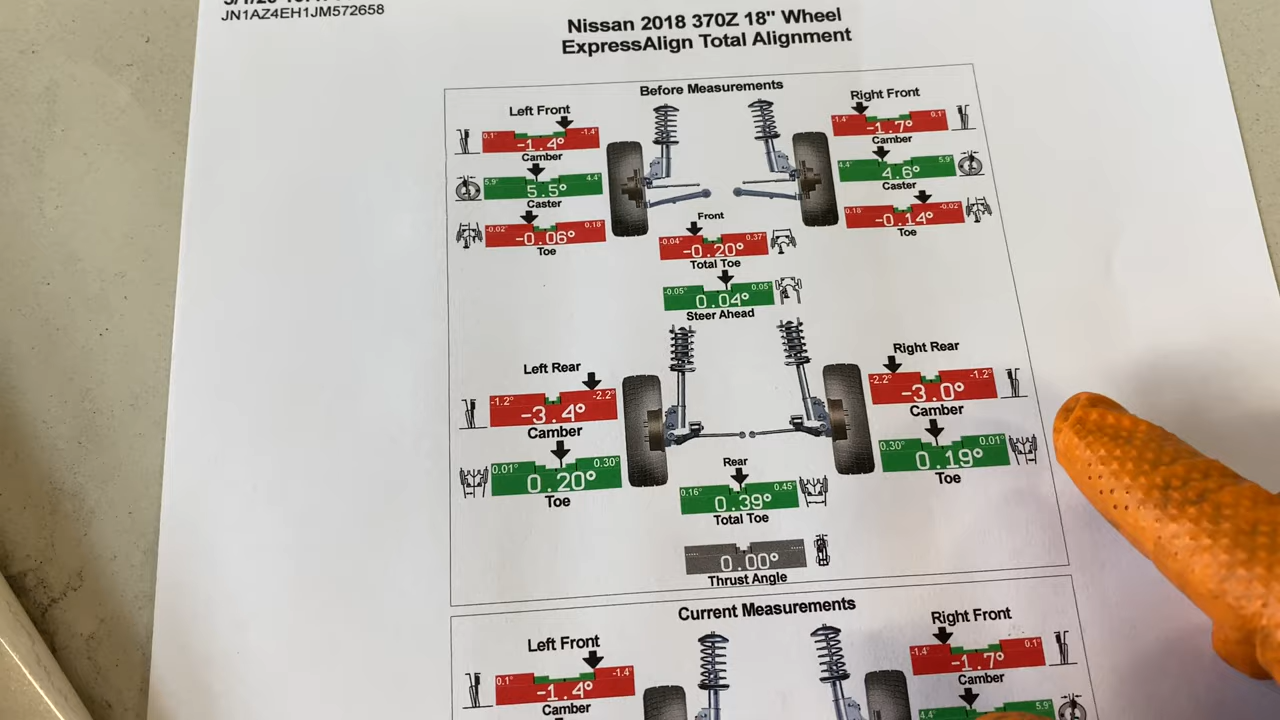 JN1AZ4EH1JM572658
Nissan 2018 370Z 18" Wheel
ExpressAlign Total Alignment
Before Measurements
Left Front
0.1° -1.4°
-1.4°
Camber
5.9° 4.4°
5.5°
Caster
-0.02° 0.18°
-0.06°
Toe
Right Front
-1.4° 0.1°
-1.7°
Camber
4.4° 5.9°
4.6°
Caster
0.18° -0.02°
-0.14°
Toe
Front
-0.04° 0.37°
-0.20°
Total Toe
-0.05° 0.05°
0.04°
Steer Ahead
Left Rear
-1.2° -2.2°
-3.4°
Camber
0.01° 0.30°
0.20°
Toe
Right Rear
-2.2° -1.2°
-3.0°
Camber
0.30° 0.01°
0.19°
Toe
Rear
0.16° 0.45°
0.39°
Total Toe
0.00°
Thrust Angle
Current Measurements
Left Front
0.1° -1.4°
-1.4°
Camber
Right Front
-1.4° 0.1°
-1.7°
Camber
4.4° 5.9°